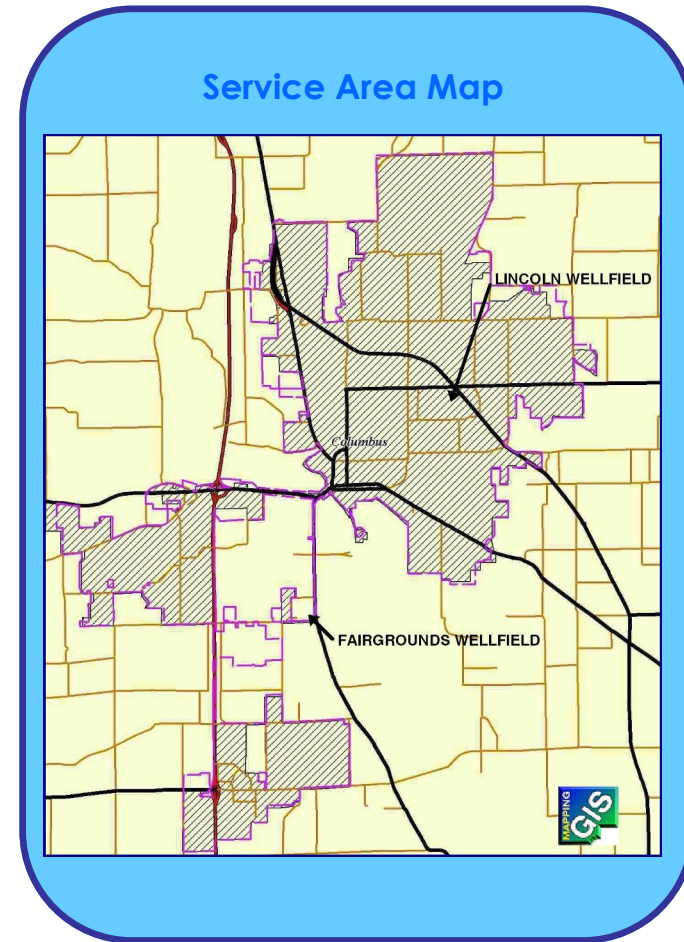 Service Area Map
LINCOLN WELLFIELD
Columbus
FAIRGROUNDS WELLFIELD
MAPPING
GIS